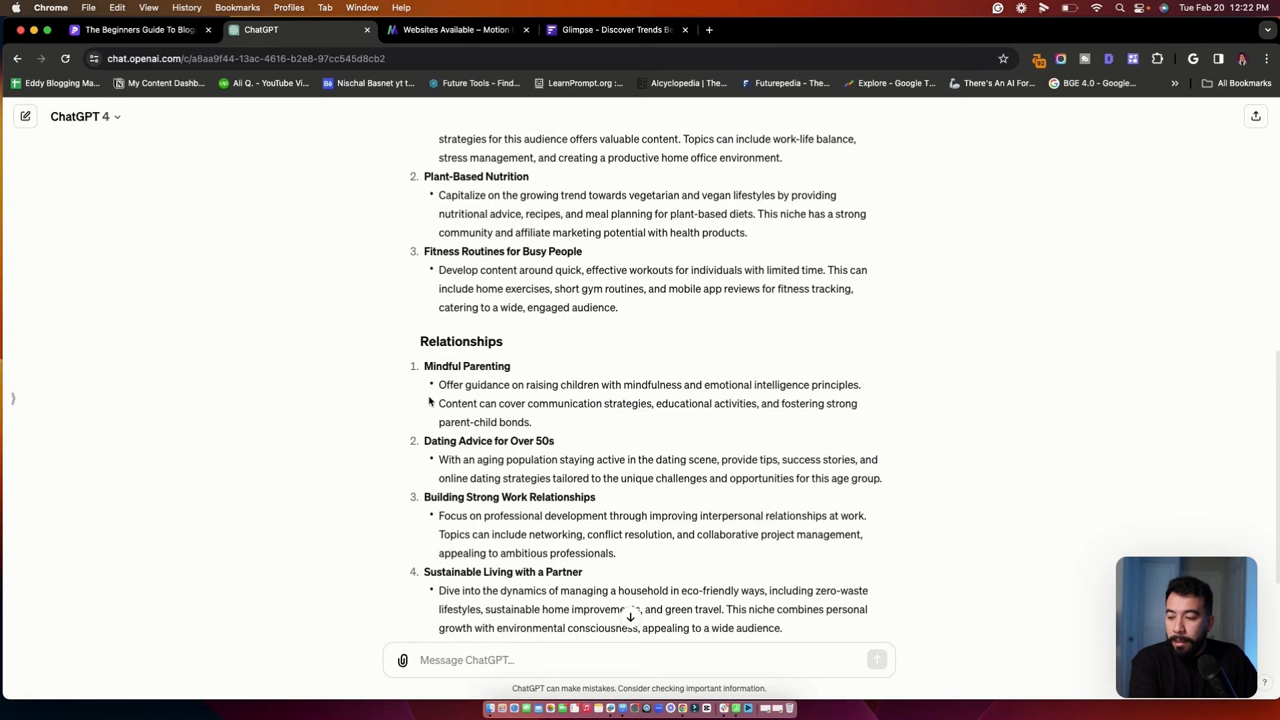 Chrome File Edit View History Bookmarks Profiles Tab Window Help
Tue Feb 20 12:22 PM
The Beginners Guide To Blog
ChatGPT
Websites Available – Motion
Glimpse - Discover Trends Be
chat.openai.com/c/a8aa9f44-13ac-4616-b2e8-97cc545d8cb2
92
Eddy Blogging Ma...
My Content Dashb...
Ali Q. - YouTube Vi...
Nischal Basnet yt t...
Future Tools - Find...
LearnPrompt.org :...
AIcyclopedia | The...
Futurepedia - The...
Explore - Google T...
There's An AI For...
BGE 4.0 - Google...
All Bookmarks
ChatGPT 4
strategies for this audience offers valuable content. Topics can include work-life balance,
stress management, and creating a productive home office environment.
2. Plant-Based Nutrition
• Capitalize on the growing trend towards vegetarian and vegan lifestyles by providing
nutritional advice, recipes, and meal planning for plant-based diets. This niche has a strong
community and affiliate marketing potential with health products.
3. Fitness Routines for Busy People
• Develop content around quick, effective workouts for individuals with limited time. This can
include home exercises, short gym routines, and mobile app reviews for fitness tracking,
catering to a wide, engaged audience.
Relationships
1. Mindful Parenting
• Offer guidance on raising children with mindfulness and emotional intelligence principles.
Content can cover communication strategies, educational activities, and fostering strong
parent-child bonds.
2. Dating Advice for Over 50s
• With an aging population staying active in the dating scene, provide tips, success stories, and
online dating strategies tailored to the unique challenges and opportunities for this age group.
3. Building Strong Work Relationships
• Focus on professional development through improving interpersonal relationships at work.
Topics can include networking, conflict resolution, and collaborative project management,
appealing to ambitious professionals.
4. Sustainable Living with a Partner
• Dive into the dynamics of managing a household in eco-friendly ways, including zero-waste
lifestyles, sustainable home improvements, and green travel. This niche combines personal
growth with environmental consciousness, appealing to a wide audience.
Message ChatGPT...
ChatGPT can make mistakes. Consider checking important information.
?